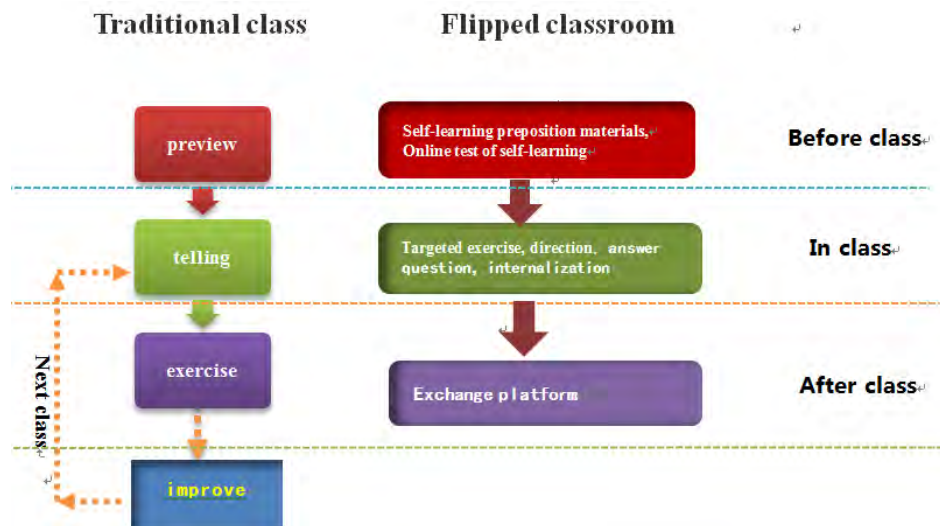 Traditional class
Flipped classroom
preview
Self-learning preposition materials,
Online test of self-learning
Before class
telling
Targeted exercise, direction, answer
question, internalization
In class
Next class
exercise
Exchange platform
After class
improve